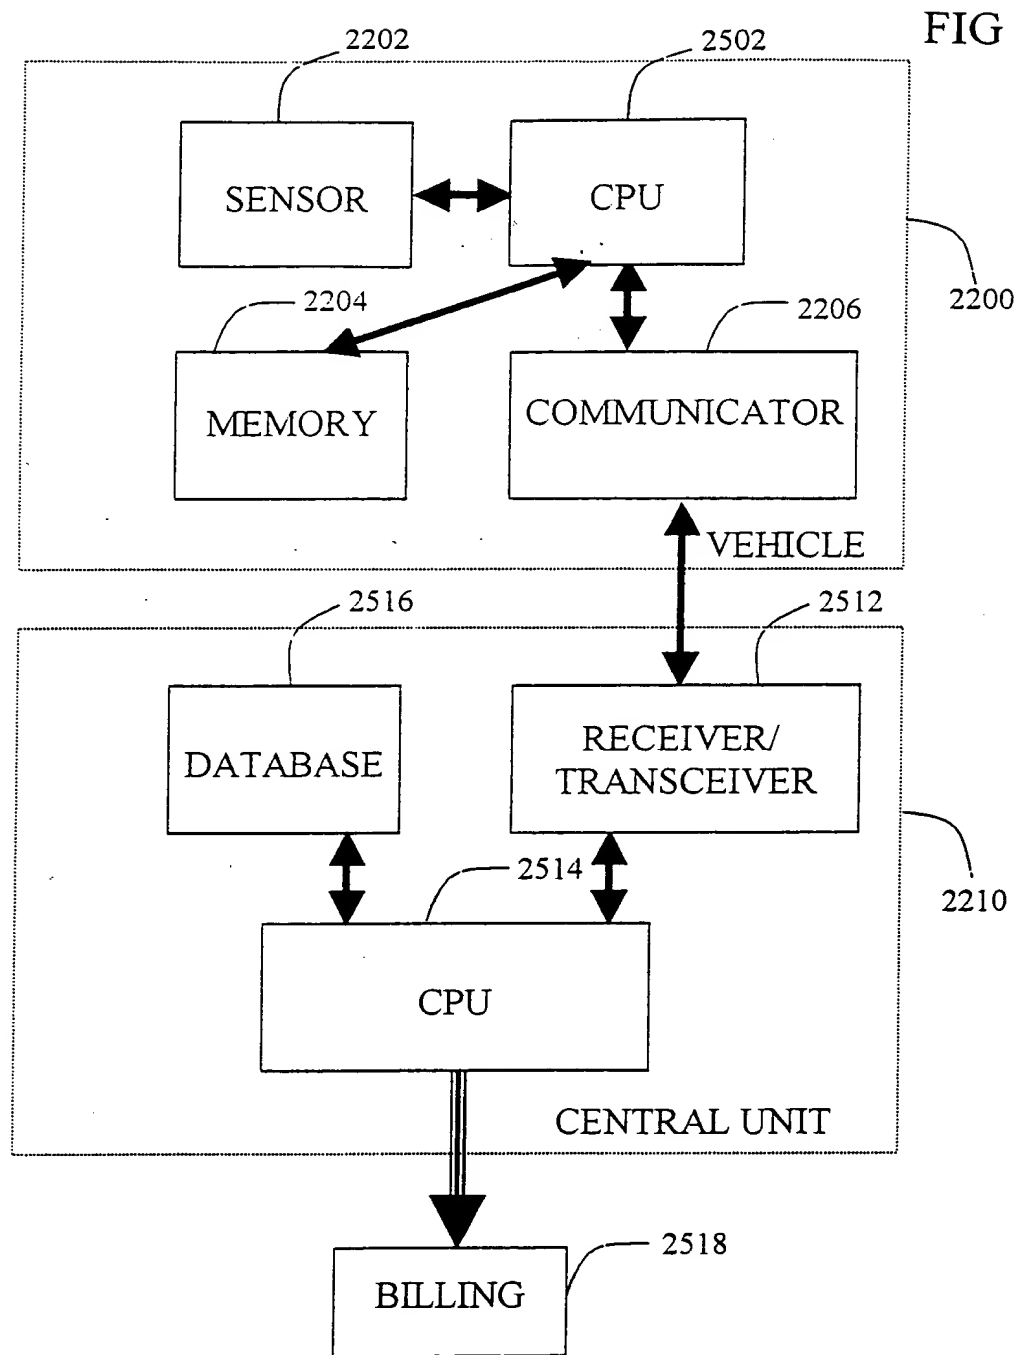 FIG
2202
2502
SENSOR
CPU
2200
2204
2206
MEMORY
COMMUNICATOR
VEHICLE
2516
2512
DATABASE
RECEIVER/
TRANSCEIVER
2514
2210
CPU
CENTRAL UNIT
2518
BILLING